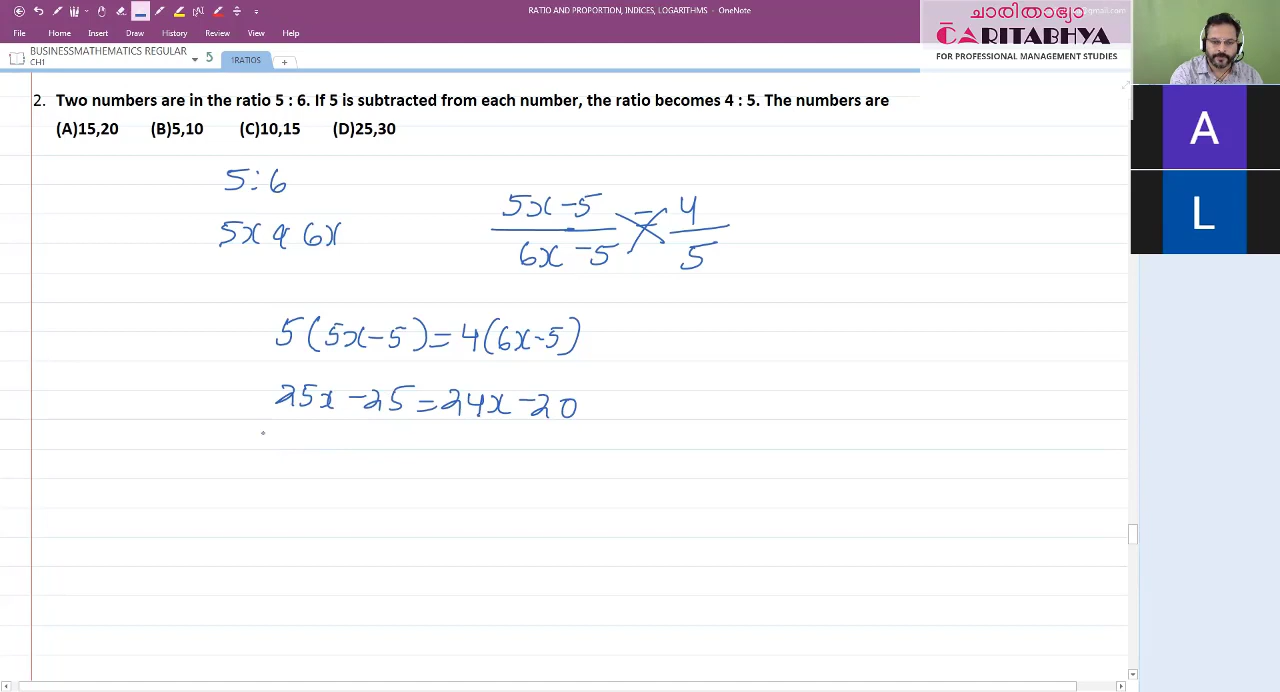 RATIO AND PROPORTION, INDICES, LOGARITHMS - OneNote
File Home Insert Draw History Review View Help
ചാരിതാഭ്യാ
CARITABHYA
FOR PROFESSIONAL MANAGEMENT STUDIES
BUSINESSMATHEMATICS REGULAR
CH1
5
1RATIOS
A
L
2. Two numbers are in the ratio 5 : 6. If 5 is subtracted from each number, the ratio becomes 4 : 5. The numbers are
(A)15,20 (B)5,10 (C)10,15 (D)25,30
5:6
5x & 6x
5x-5 = 4
6x-5 5
5(5x-5)=4(6x-5)
25x-25=24x-20